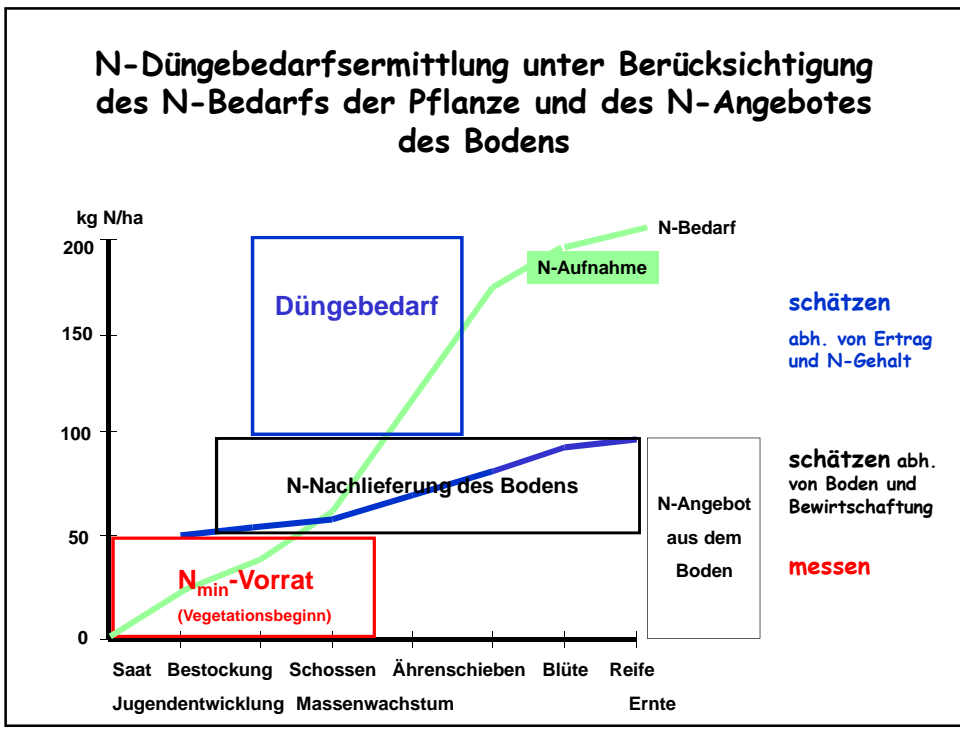 N-Düngebedarfsermittlung unter Berücksichtigung
des N-Bedarfs der Pflanze und des N-Angebotes
des Bodens
kg N/ha
200
150
100
50
0
N-Bedarf
N-Aufnahme
Düngebedarf
N-Nachlieferung des Bodens
Nmin-Vorrat
(Vegetationsbeginn)
N-Angebot
aus dem
Boden
schätzen
abh. von Ertrag
und N-Gehalt
schätzen abh.
von Boden und
Bewirtschaftung
messen
Saat Bestockung Schossen Ährenschieben Blüte Reife
Jugendentwicklung Massenwachstum Ernte